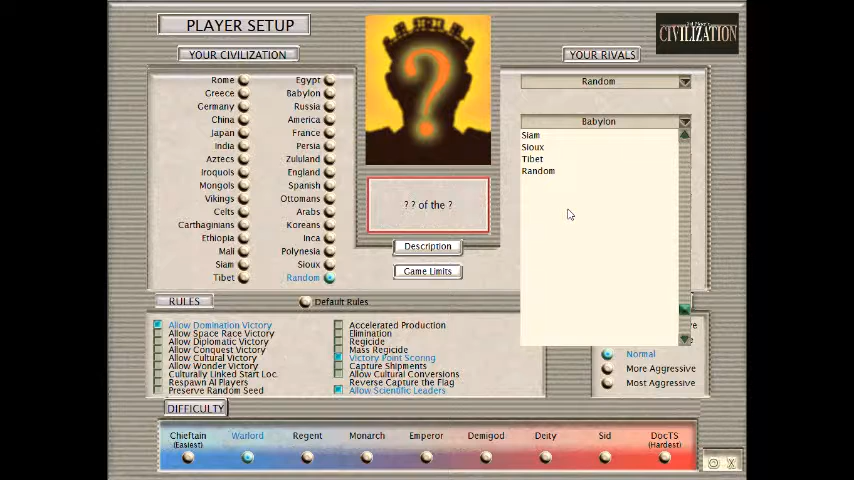 PLAYER SETUP
CIVILIZATION
YOUR CIVILIZATION
YOUR RIVALS
Rome
Egypt
Greece
Babylon
Germany
Russia
China
America
Japan
France
India
Persia
Aztecs
Zululand
Iroquois
England
Mongols
Spanish
Vikings
Ottomans
Celts
Arabs
Carthaginians
Koreans
Ethiopia
Inca
Mali
Polynesia
Siam
Sioux
Tibet
Random
?
? ? of the ?
Description
Game Limits
Random
Babylon
Siam
Sioux
Tibet
Random
RULES
Default Rules
Allow Domination Victory
Allow Space Race Victory
Allow Diplomatic Victory
Allow Conquest Victory
Allow Cultural Victory
Allow Wonder Victory
Culturally Linked Start Loc.
Respawn AI Players
Preserve Random Seed
Accelerated Production
Elimination
Regicide
Mass Regicide
Victory Point Scoring
Capture Shipments
Allow Cultural Conversions
Reverse Capture the Flag
Allow Scientific Leaders
Normal
More Aggressive
Most Aggressive
DIFFICULTY
Chieftain
(Easiest)
Warlord
Regent
Monarch
Emperor
Demigod
Deity
Sid
DocTS
(Hardest)
O X